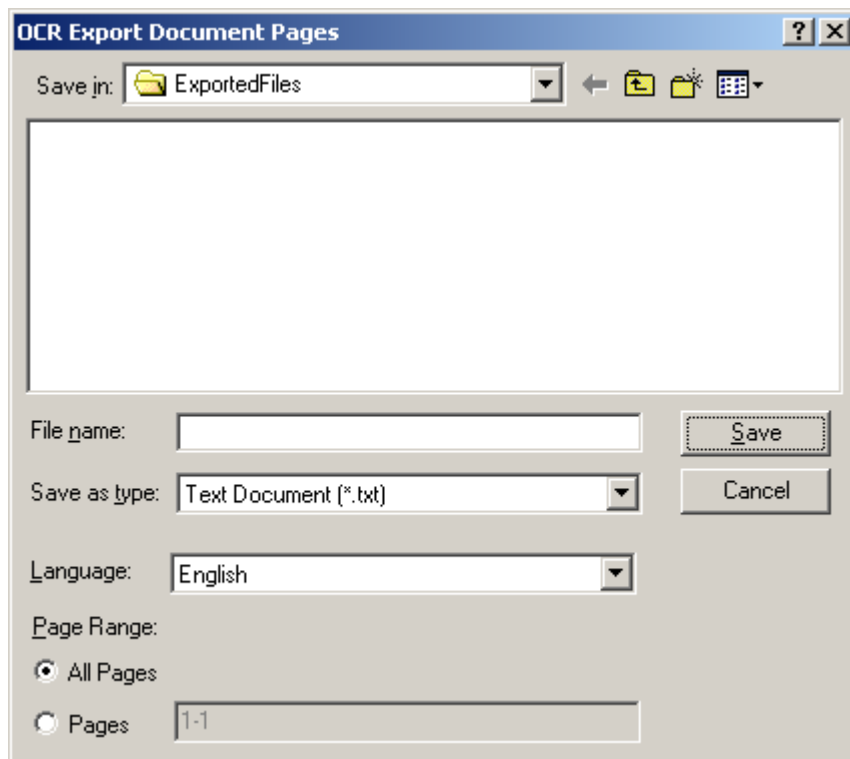 OCR Export Document Pages
Save in: ExportedFiles
File name: Save
Save as type: Text Document (*.txt) Cancel
Language: English
Page Range:
All Pages
Pages 1-1